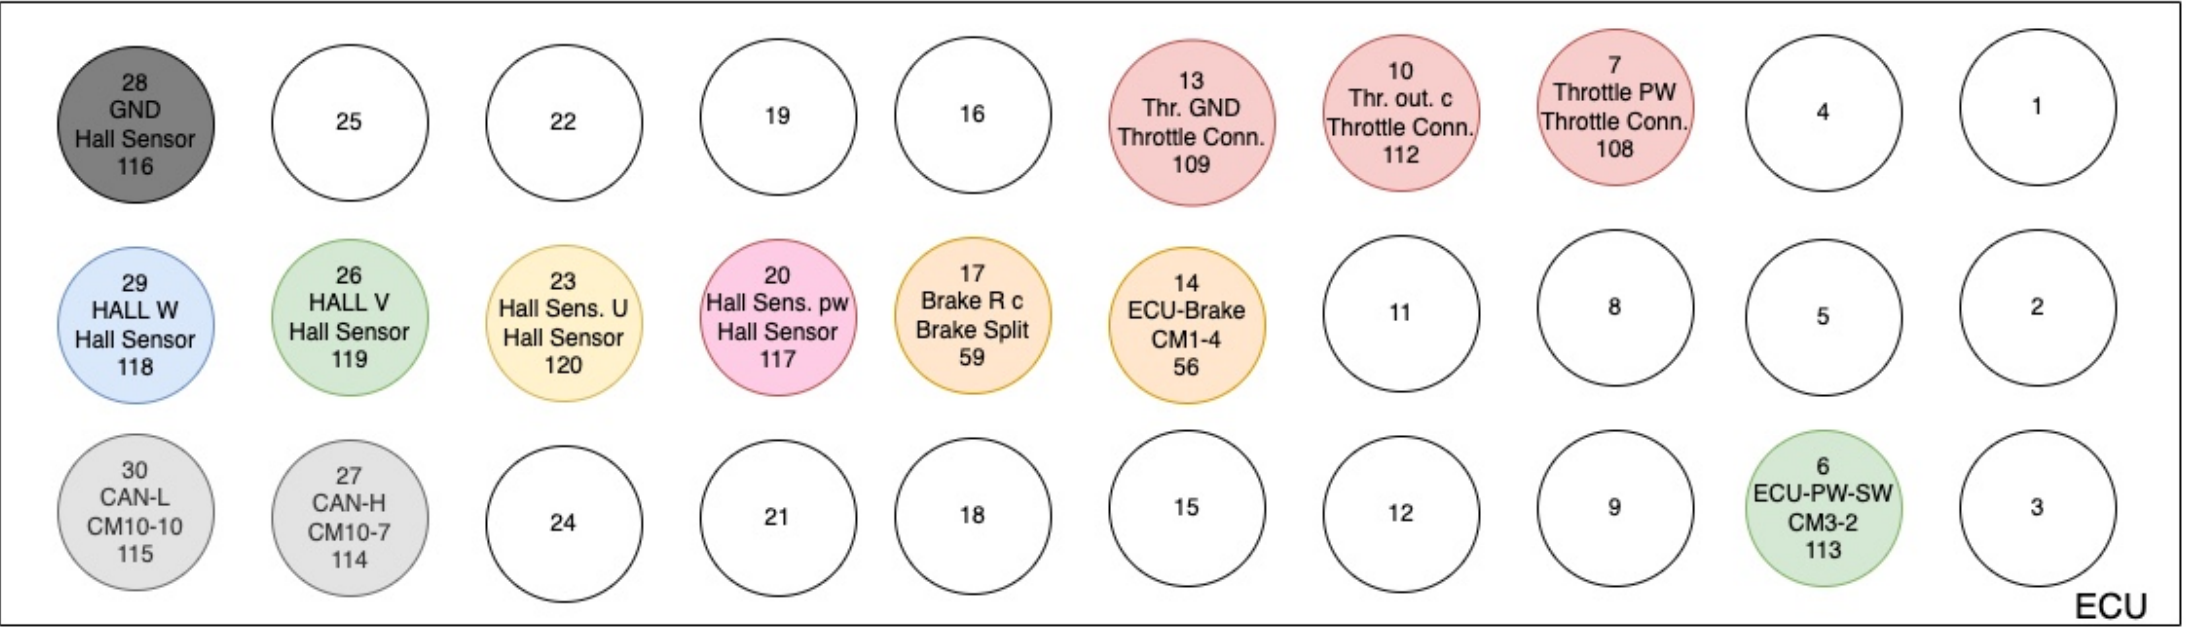 28
GND
Hall Sensor
116
25
22
19
16
13
Thr. GND
Throttle Conn.
109
10
Thr. out. c
Throttle Conn.
112
7
Throttle PW
Throttle Conn.
108
4
1
29
HALL W
Hall Sensor
118
26
HALL V
Hall Sensor
119
23
Hall Sens. U
Hall Sensor
120
20
Hall Sens. pw
Hall Sensor
117
17
Brake R c
Brake Split
59
14
ECU-Brake
CM1-4
56
11
8
5
2
30
CAN-L
CM10-10
115
27
CAN-H
CM10-7
114
24
21
18
15
12
9
6
ECU-PW-SW
CM3-2
113
3
ECU